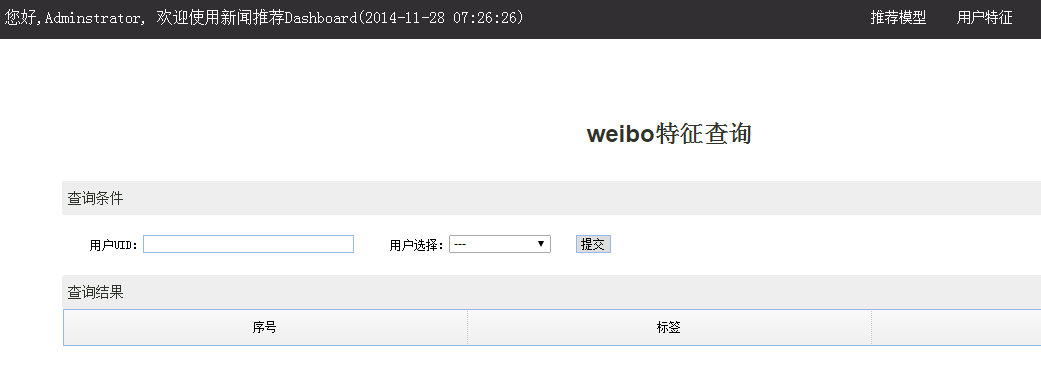 您好,Adminstrator, 欢迎使用新闻推荐Dashboard(2014-11-28 07:26:26) 推荐模型 用户特征
weibo特征查询
查询条件
用户UID: 用户选择: --- 提交
查询结果
序号 标签